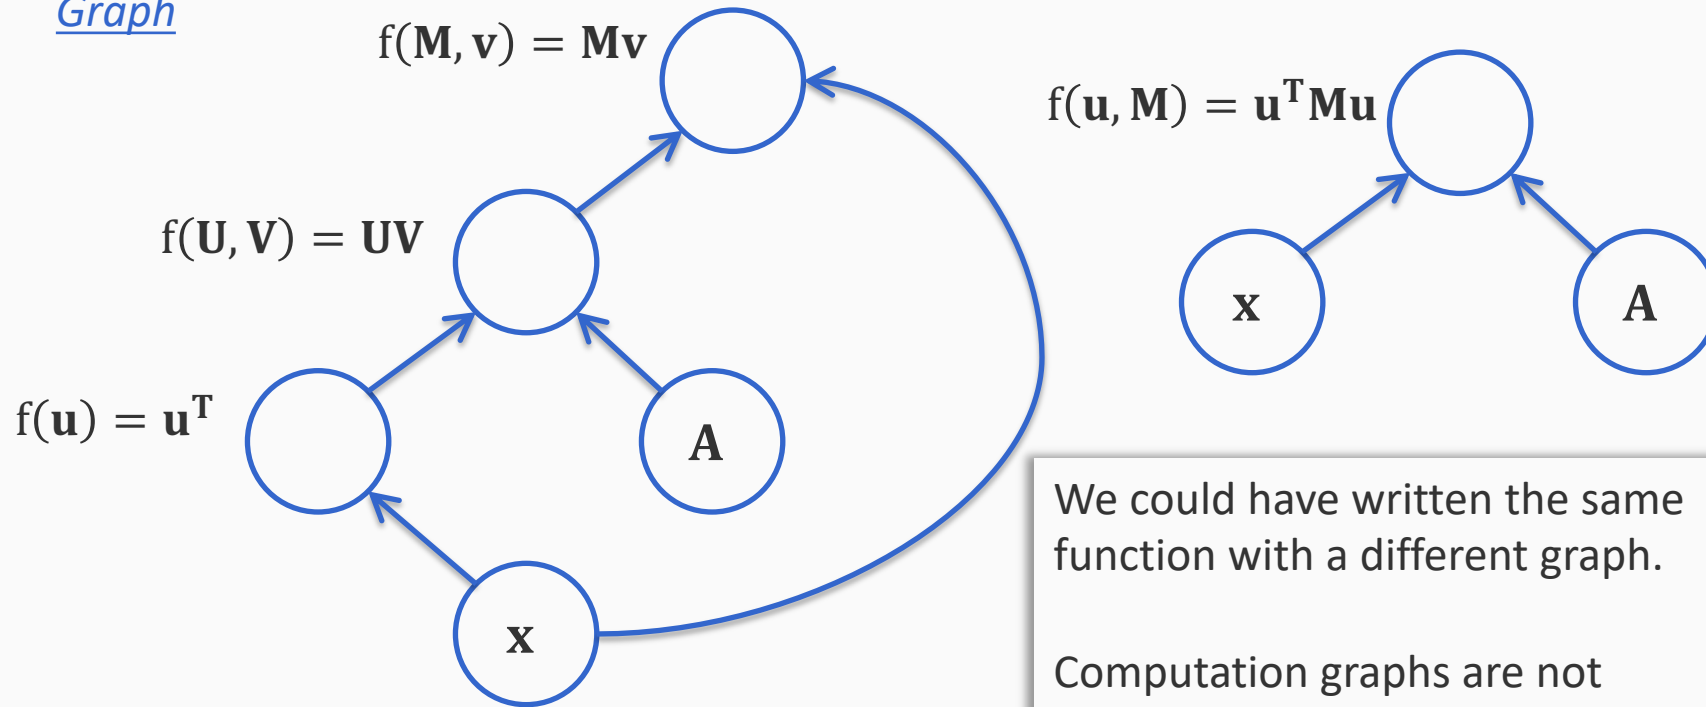 Graph
f(M, v) = Mv
f(u, M) = uᵀMu
f(U, V) = UV
x
A
f(u) = uᵀ
A
x
We could have written the same
function with a different graph.
Computation graphs are not